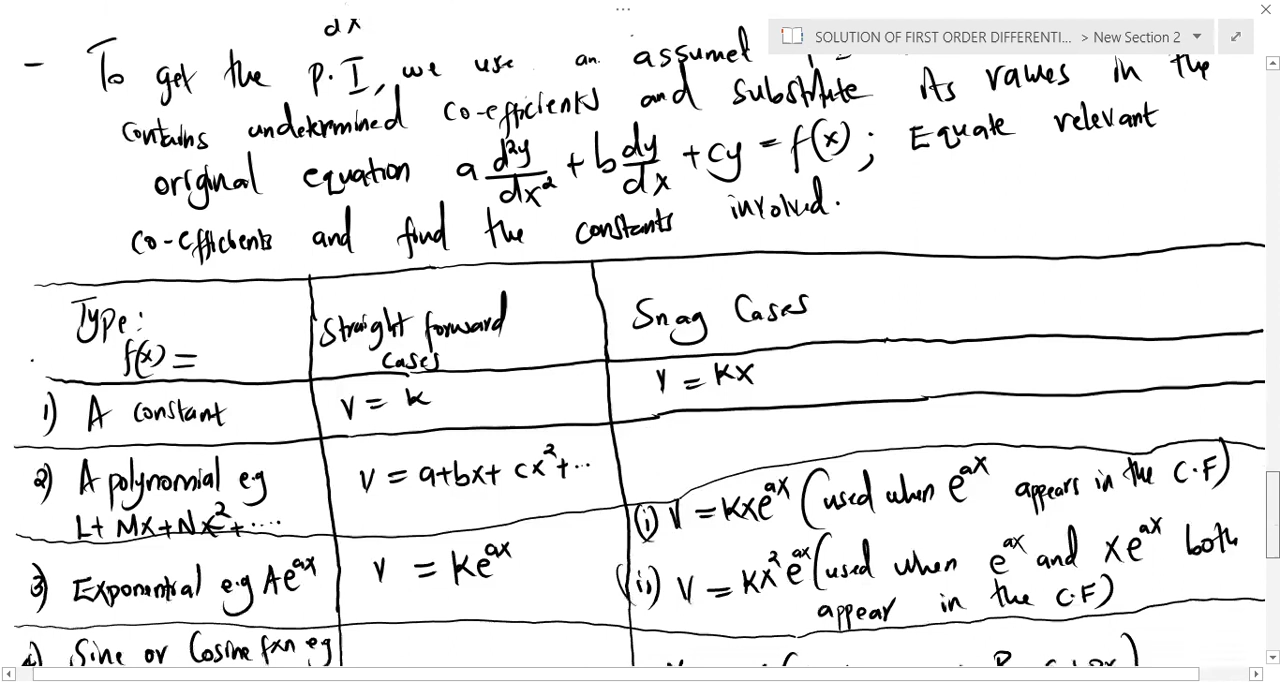 SOLUTION OF FIRST ORDER DIFFERENTI... > New Section 2
dx
- To get the P.I, we use an assumed
contains undetermined co-efficients and substitute its values in the
original equation a d²y/dx² + b dy/dx + cy = f(x); Equate relevant
co-efficients and find the constants involved.
Type: f(x) =
Straight forward cases
Snag Cases
1) A constant
V = k
V = kx
2) A polynomial eg L + Mx + Nx² + ....
V = a+bx+ cx²+...
3) Exponential e.g Ae^ax
V = ke^ax
(i) V = kxe^ax (used when e^ax appears in the C.F)
(ii) V = kx²e^ax (used when e^ax and xe^ax both appear in the C.F)
Sine or Cosine fxn eg